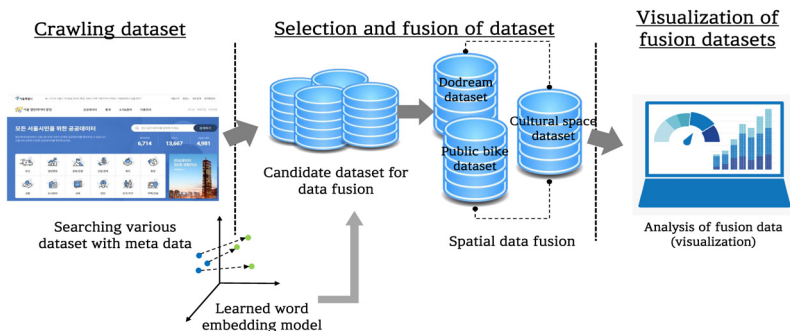 Crawling dataset
Selection and fusion of dataset
Visualization of
fusion datasets
모든 서울시민을 위한 공공데이터
6,714
13,667
4,981
Searching various
dataset with meta data
Candidate dataset for
data fusion
Learned word
embedding model
Dodream
dataset
Cultural space
dataset
Public bike
dataset
Spatial data fusion
Analysis of fusion data
(visualization)